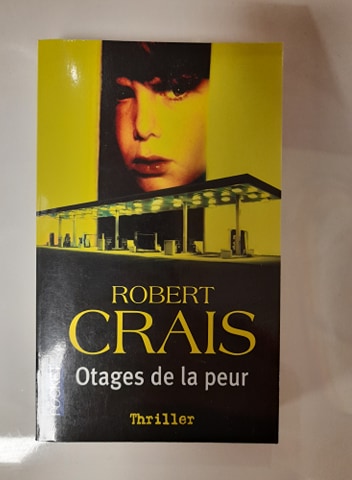 ROBERT
CRAIS
Otages de la peur
Thriller